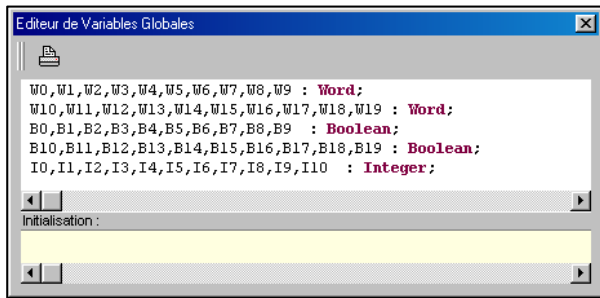 Editeur de Variables Globales
W0,W1,W2,W3,W4,W5,W6,W7,W8,W9 : Word;
W10,W11,W12,W13,W14,W15,W16,W17,W18,W19 : Word;
B0,B1,B2,B3,B4,B5,B6,B7,B8,B9  : Boolean;
B10,B11,B12,B13,B14,B15,B16,B17,B18,B19 : Boolean;
I0,I1,I2,I3,I4,I5,I6,I7,I8,I9,I10  : Integer;
Initialisation :